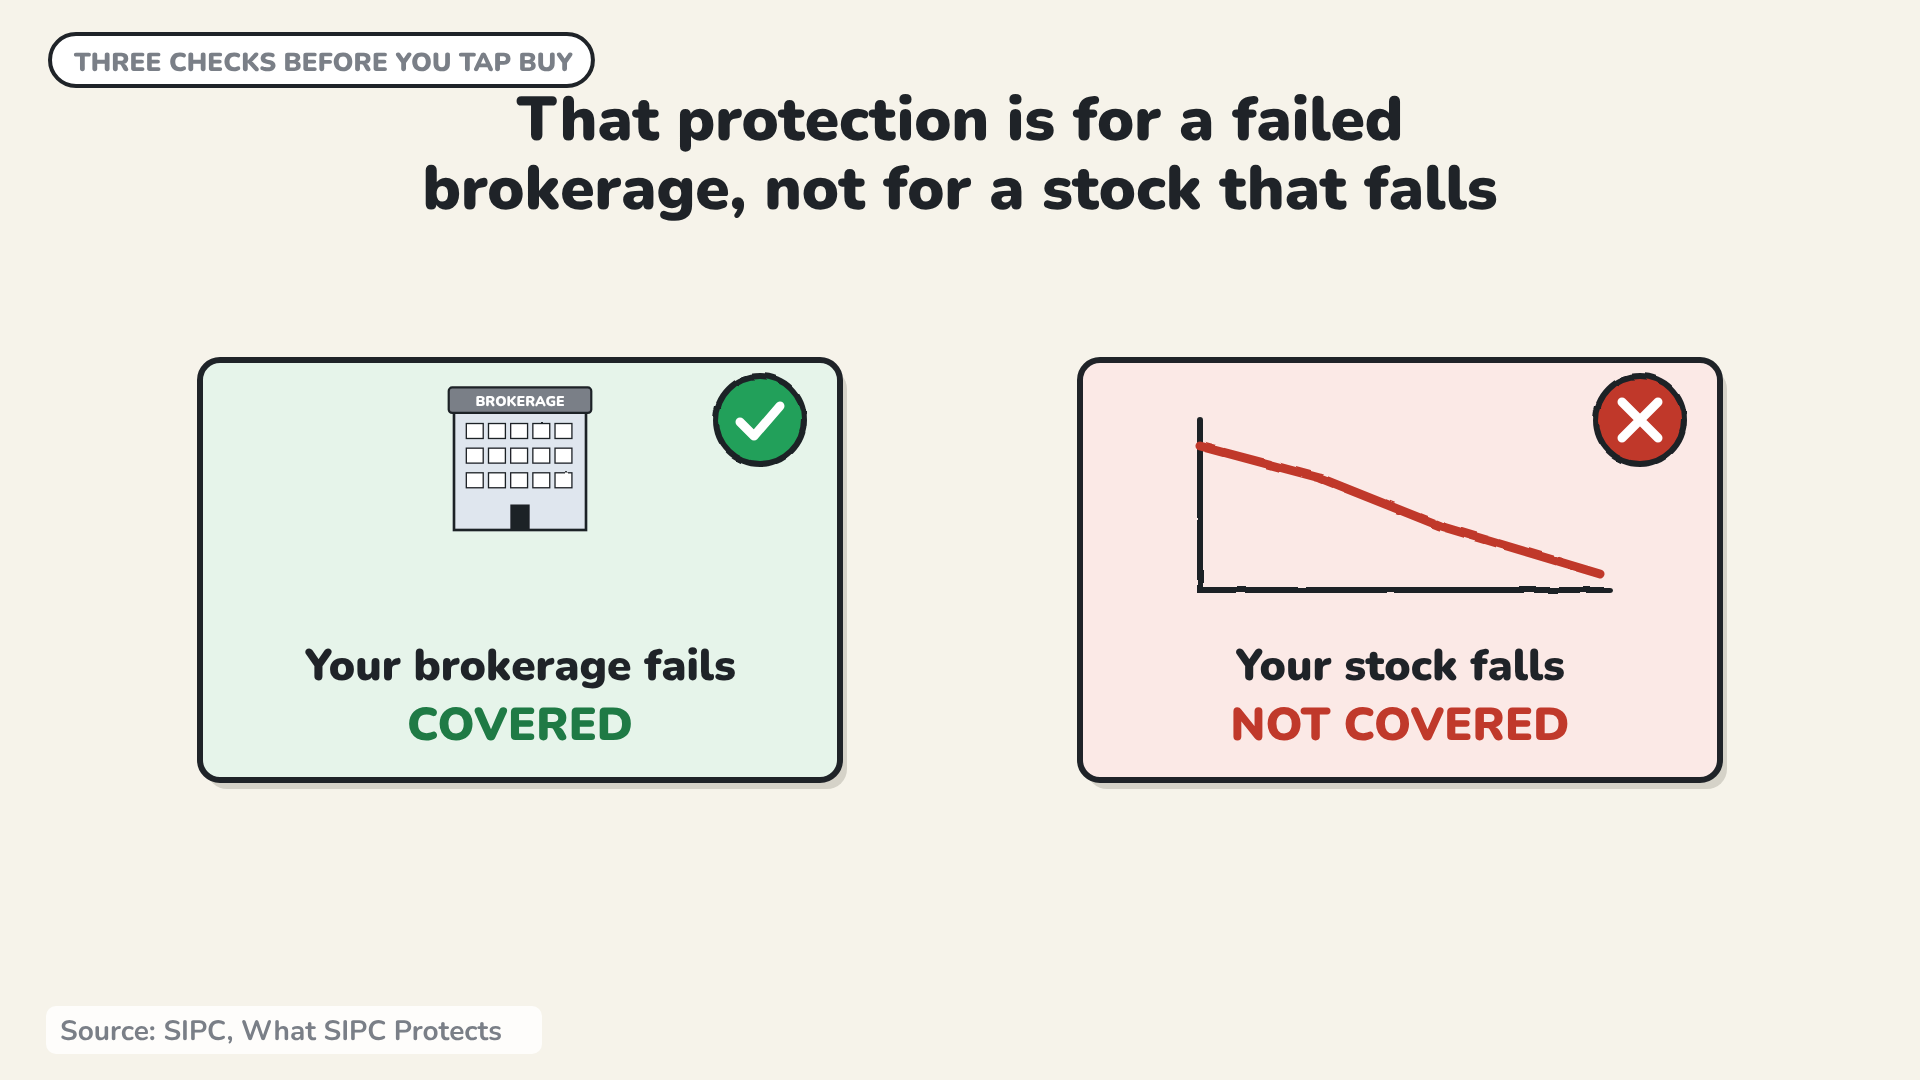 THREE CHECKS BEFORE YOU TAP BUY
That protection is for a failed
brokerage, not for a stock that falls
BROKERAGE
Your brokerage fails
COVERED
Your stock falls
NOT COVERED
Source: SIPC, What SIPC Protects